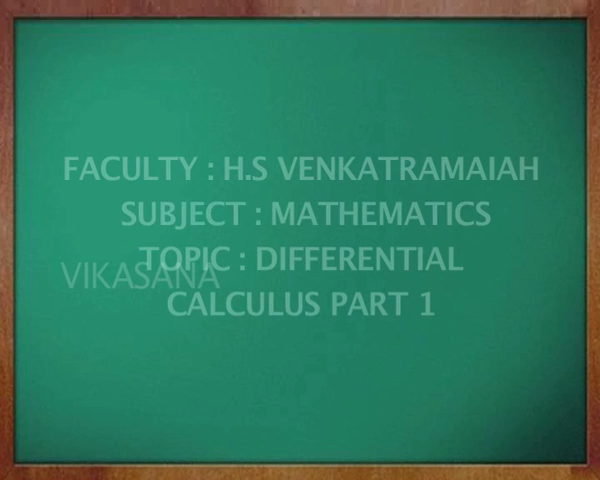 FACULTY : H.S VENKATRAMAIAH
SUBJECT : MATHEMATICS
TOPIC : DIFFERENTIAL
VIKASANA
CALCULUS PART 1